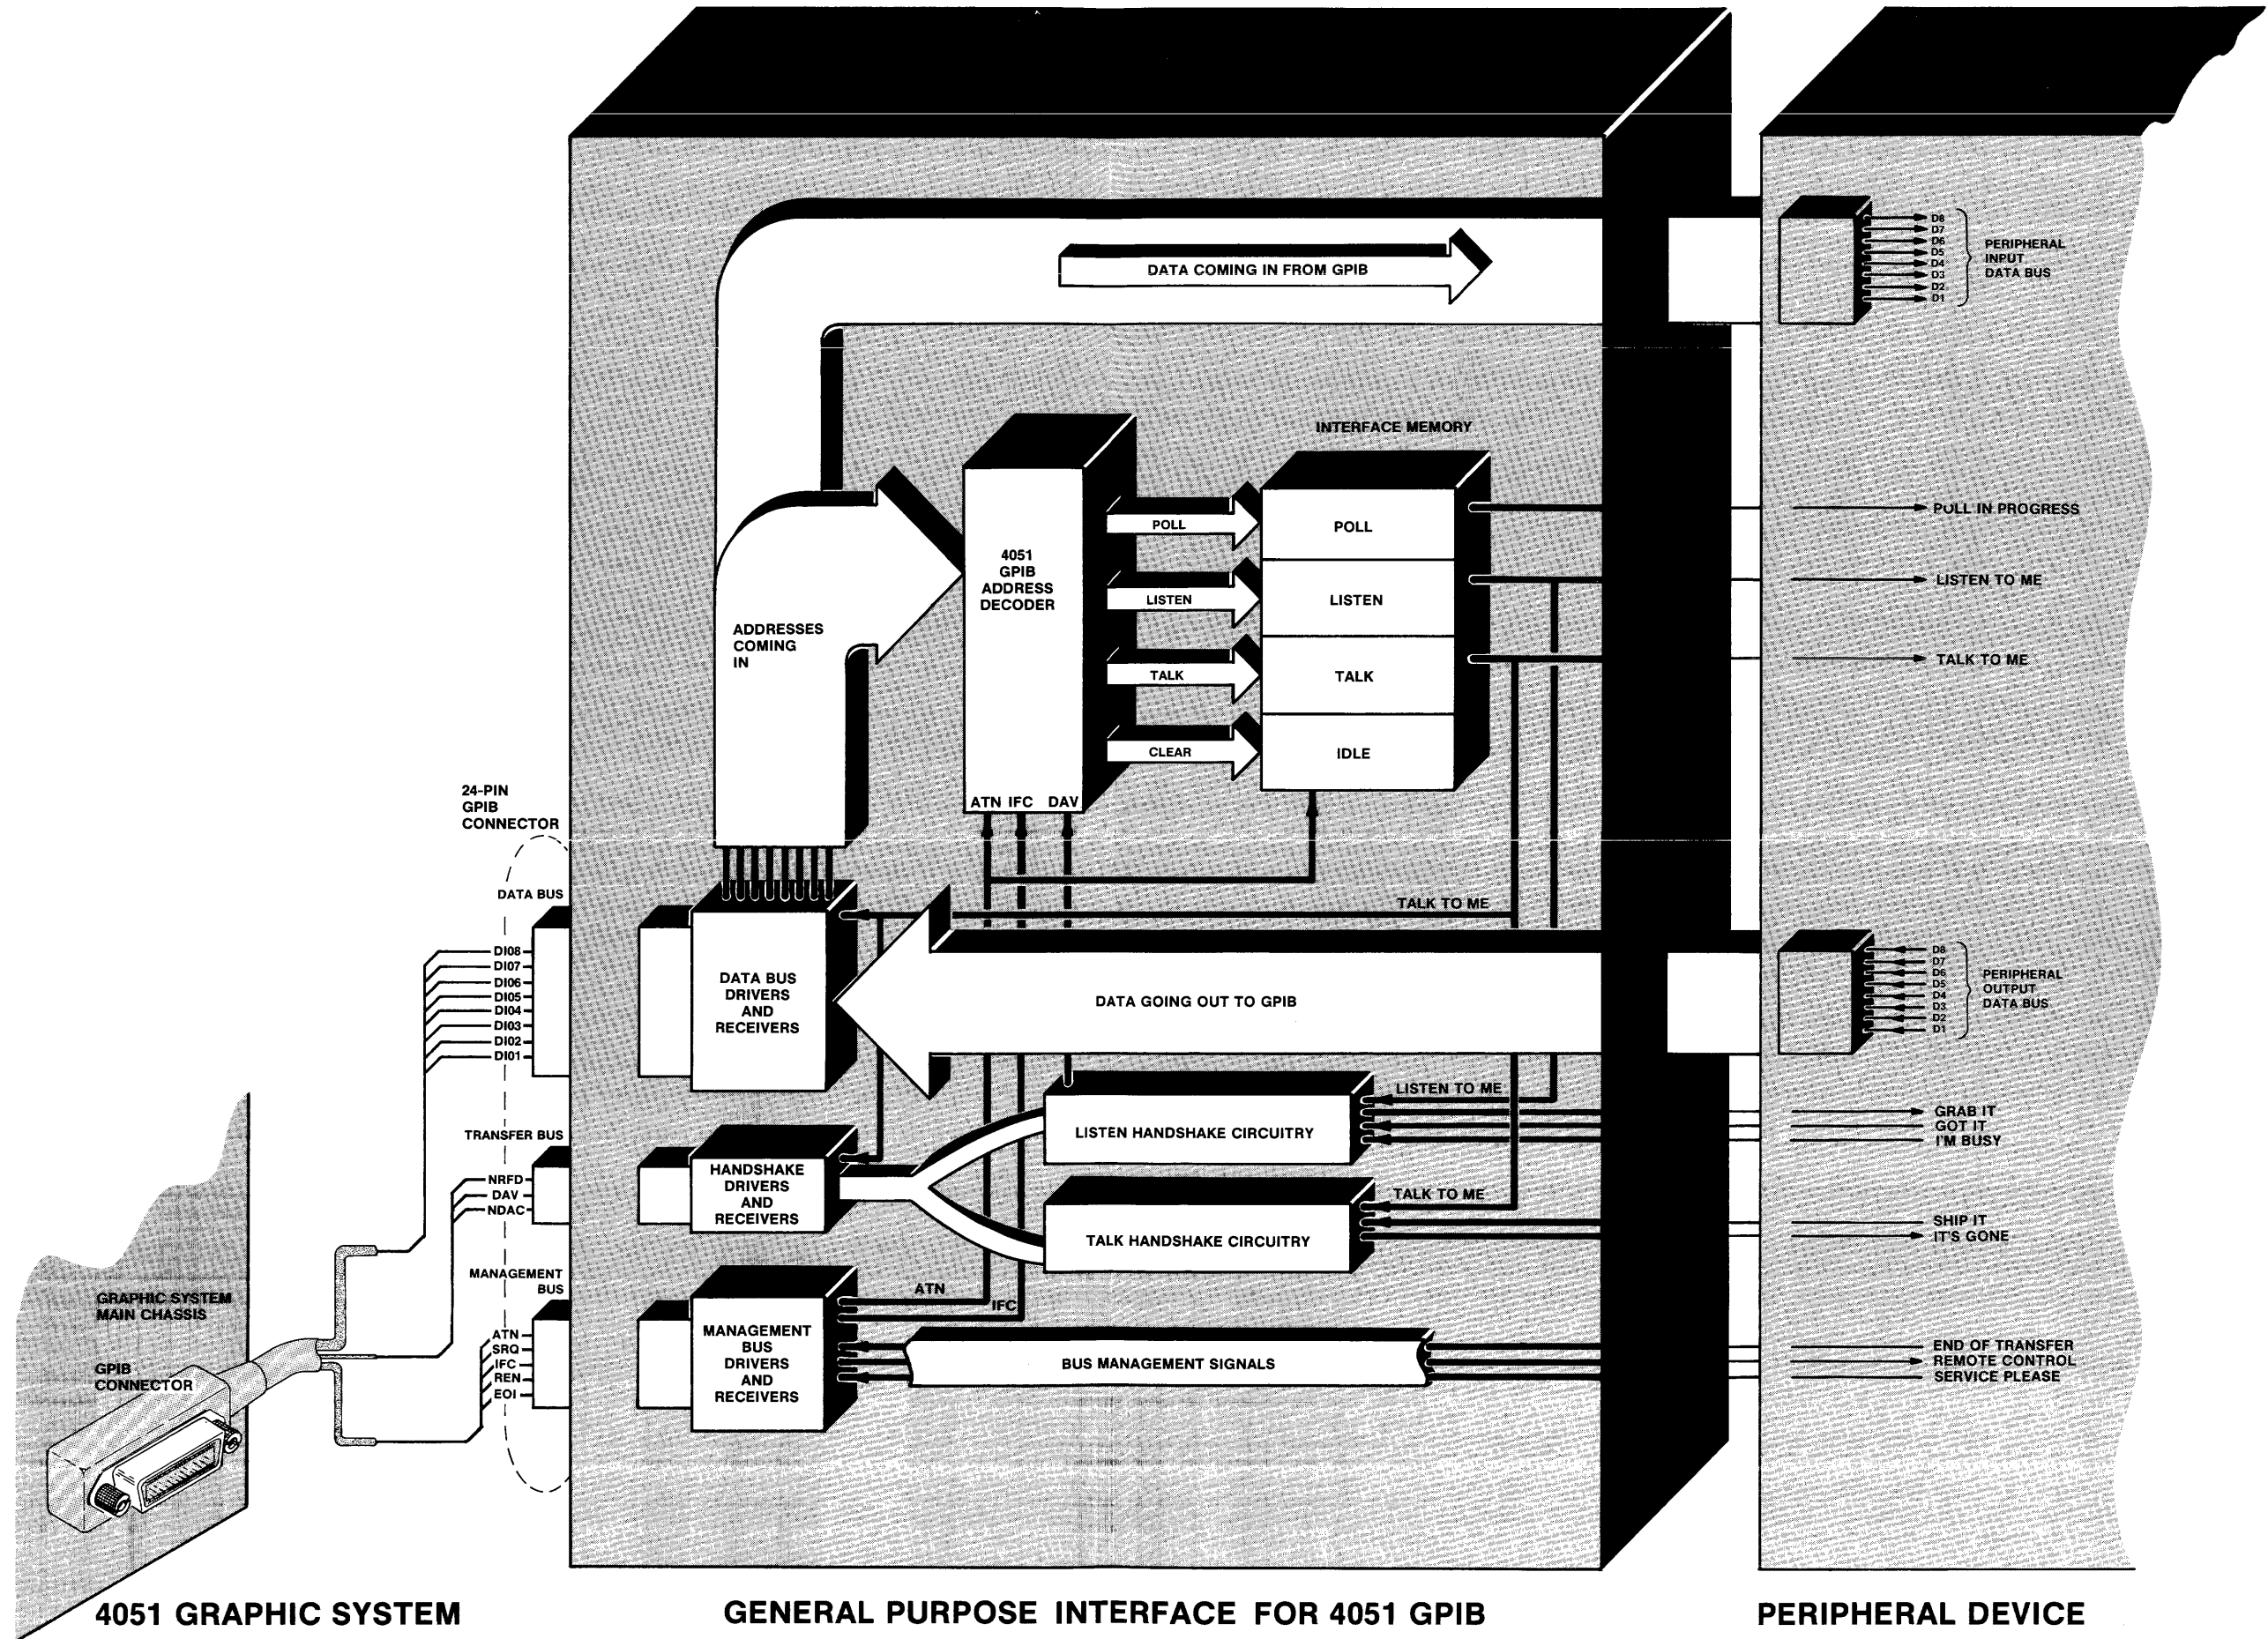 DATA COMING IN FROM GPIB
D8
D7
D6
D5
D4
D3
D2
D1
PERIPHERAL
INPUT
DATA BUS
INTERFACE MEMORY
4051
GPIB
ADDRESS
DECODER
ATN IFC DAV
ADDRESSES
COMING
IN
POLL
LISTEN
TALK
CLEAR
POLL
LISTEN
TALK
IDLE
POLL IN PROGRESS
LISTEN TO ME
TALK TO ME
24-PIN
GPIB
CONNECTOR
DATA BUS
DI08
DI07
DI06
DI05
DI04
DI03
DI02
DI01
DATA BUS
DRIVERS
AND
RECEIVERS
TALK TO ME
DATA GOING OUT TO GPIB
D8
D7
D6
D5
D4
D3
D2
D1
PERIPHERAL
OUTPUT
DATA BUS
TRANSFER BUS
NRFD
DAV
NDAC
HANDSHAKE
DRIVERS
AND
RECEIVERS
LISTEN TO ME
LISTEN HANDSHAKE CIRCUITRY
GRAB IT
GOT IT
I'M BUSY
TALK TO ME
TALK HANDSHAKE CIRCUITRY
SHIP IT
IT'S GONE
MANAGEMENT
BUS
ATN
SRQ
IFC
REN
EOI
MANAGEMENT
BUS
DRIVERS
AND
RECEIVERS
ATN
IFC
BUS MANAGEMENT SIGNALS
END OF TRANSFER
REMOTE CONTROL
SERVICE PLEASE
GRAPHIC SYSTEM
MAIN CHASSIS
GPIB
CONNECTOR
4051 GRAPHIC SYSTEM
GENERAL PURPOSE INTERFACE FOR 4051 GPIB
PERIPHERAL DEVICE